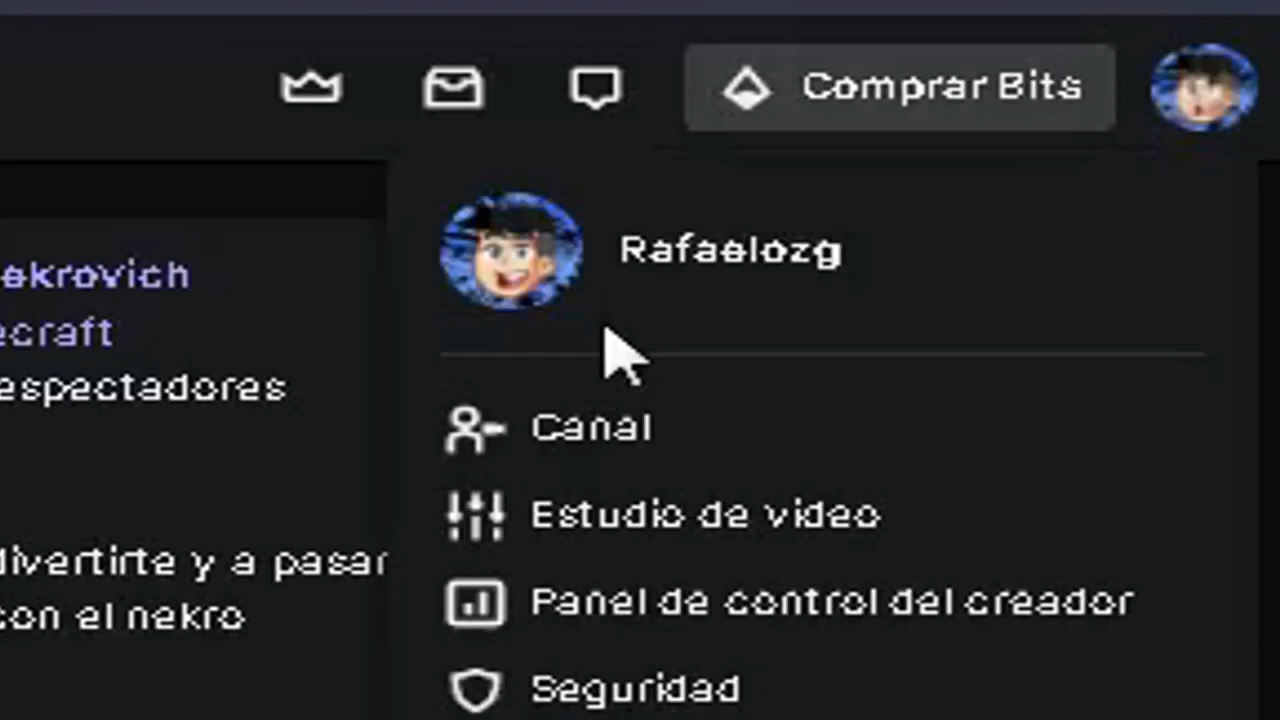 Comprar Bits
Rafaelozg
ekrovich
ecraft
espectadores
divertirte y a pasar
con el nekro
Canal
Estudio de video
Panel de control del creador
Seguridad